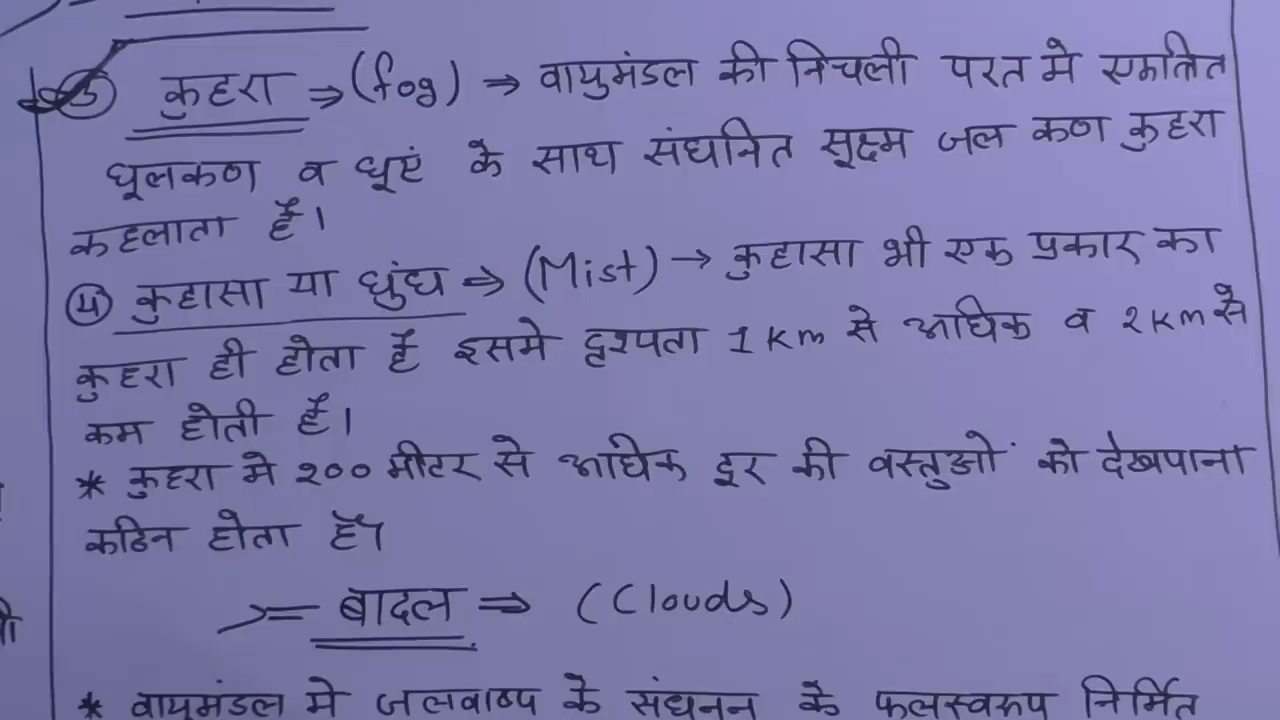 ③ कुहरा ⇒ (fog) → वायुमंडल की निचली परत मे एकत्रित
धूलकण व धूएं के साथ संघनित सूक्ष्म जल कण कुहरा
कहलाता है।
④ कुहासा या धुंध ⇒ (Mist) → कुहासा भी एक प्रकार का
कुहरा ही होता है इसमे दृश्यता 1 Km से अधिक व 2 Km से
कम होती है।
* कुहरा मे 200 मीटर से अधिक दूर की वस्तुओं को देखपाना
कठिन होता है।
बादल ⇒ (Clouds)
* वायुमंडल मे जलवाष्प के संघनन के फलस्वरूप निर्मित